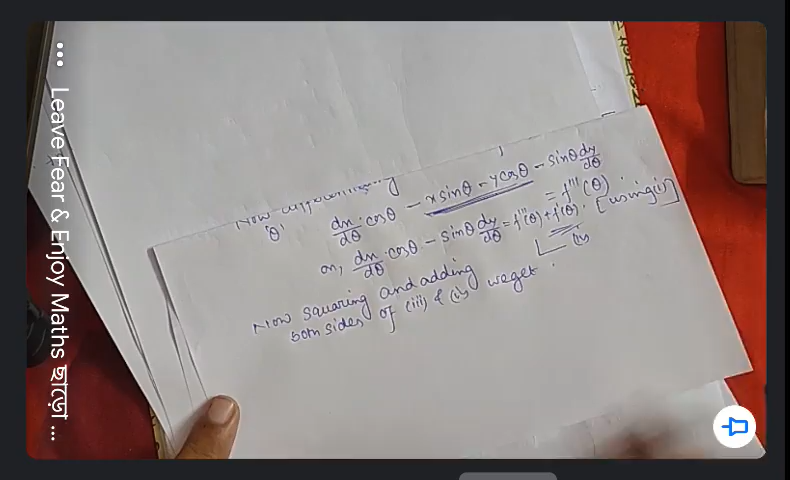 Leave Fear & Enjoy Maths ছাড়ো ...
'θ'
dx/dθ · cosθ - x sinθ - y cosθ - sinθ dy/dθ = f'''(θ).
or, dx/dθ · cosθ - sinθ dy/dθ = f'''(θ) + f'(θ). [using (i)]
Now squaring and adding
both sides of (iii) & (iv) we get.